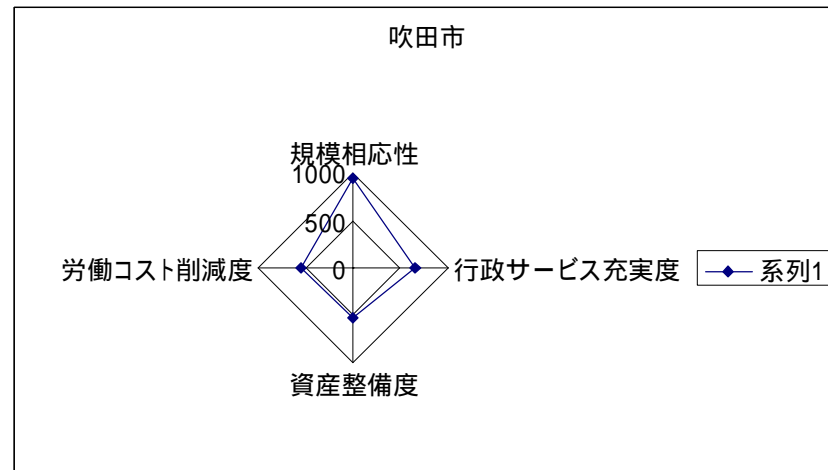 吹田市
規模相応性
1000
500
0
労働コスト削減度
行政サービス充実度
系列1
資産整備度